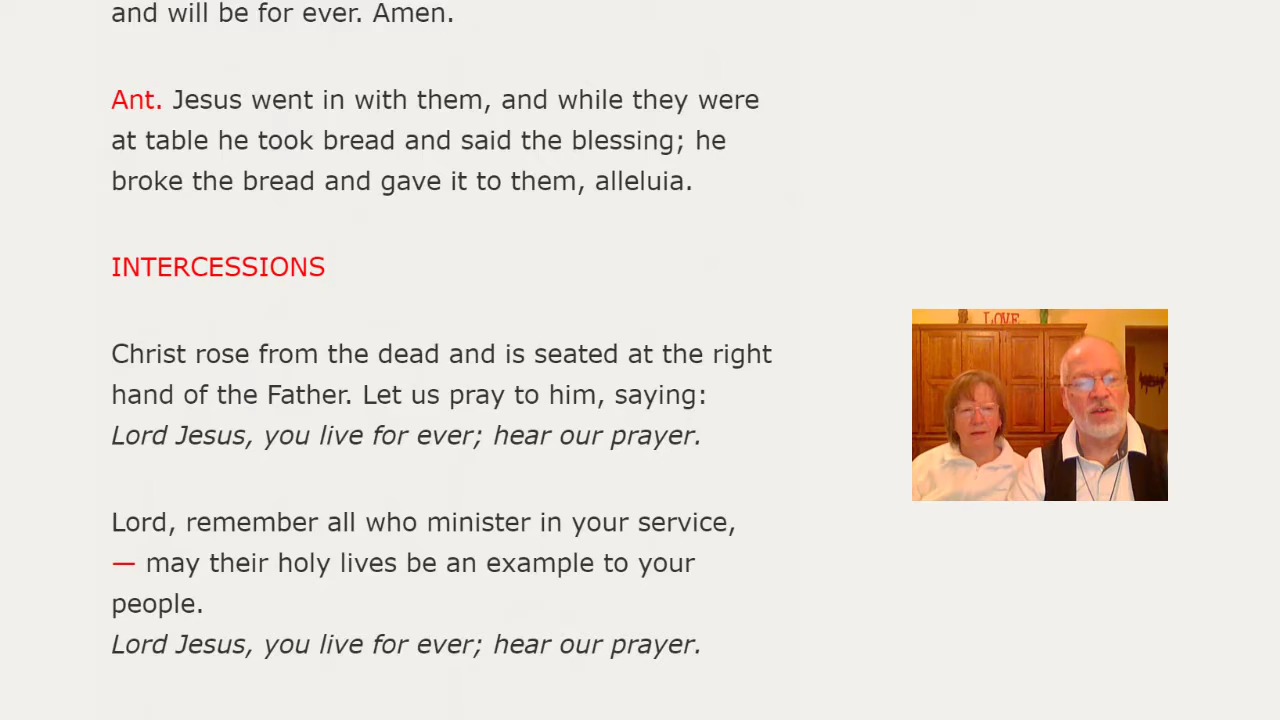 and will be for ever. Amen.
Ant. Jesus went in with them, and while they were
at table he took bread and said the blessing; he
broke the bread and gave it to them, alleluia.
INTERCESSIONS
Christ rose from the dead and is seated at the right
hand of the Father. Let us pray to him, saying:
Lord Jesus, you live for ever; hear our prayer.
Lord, remember all who minister in your service,
— may their holy lives be an example to your
people.
Lord Jesus, you live for ever; hear our prayer.
LOVE